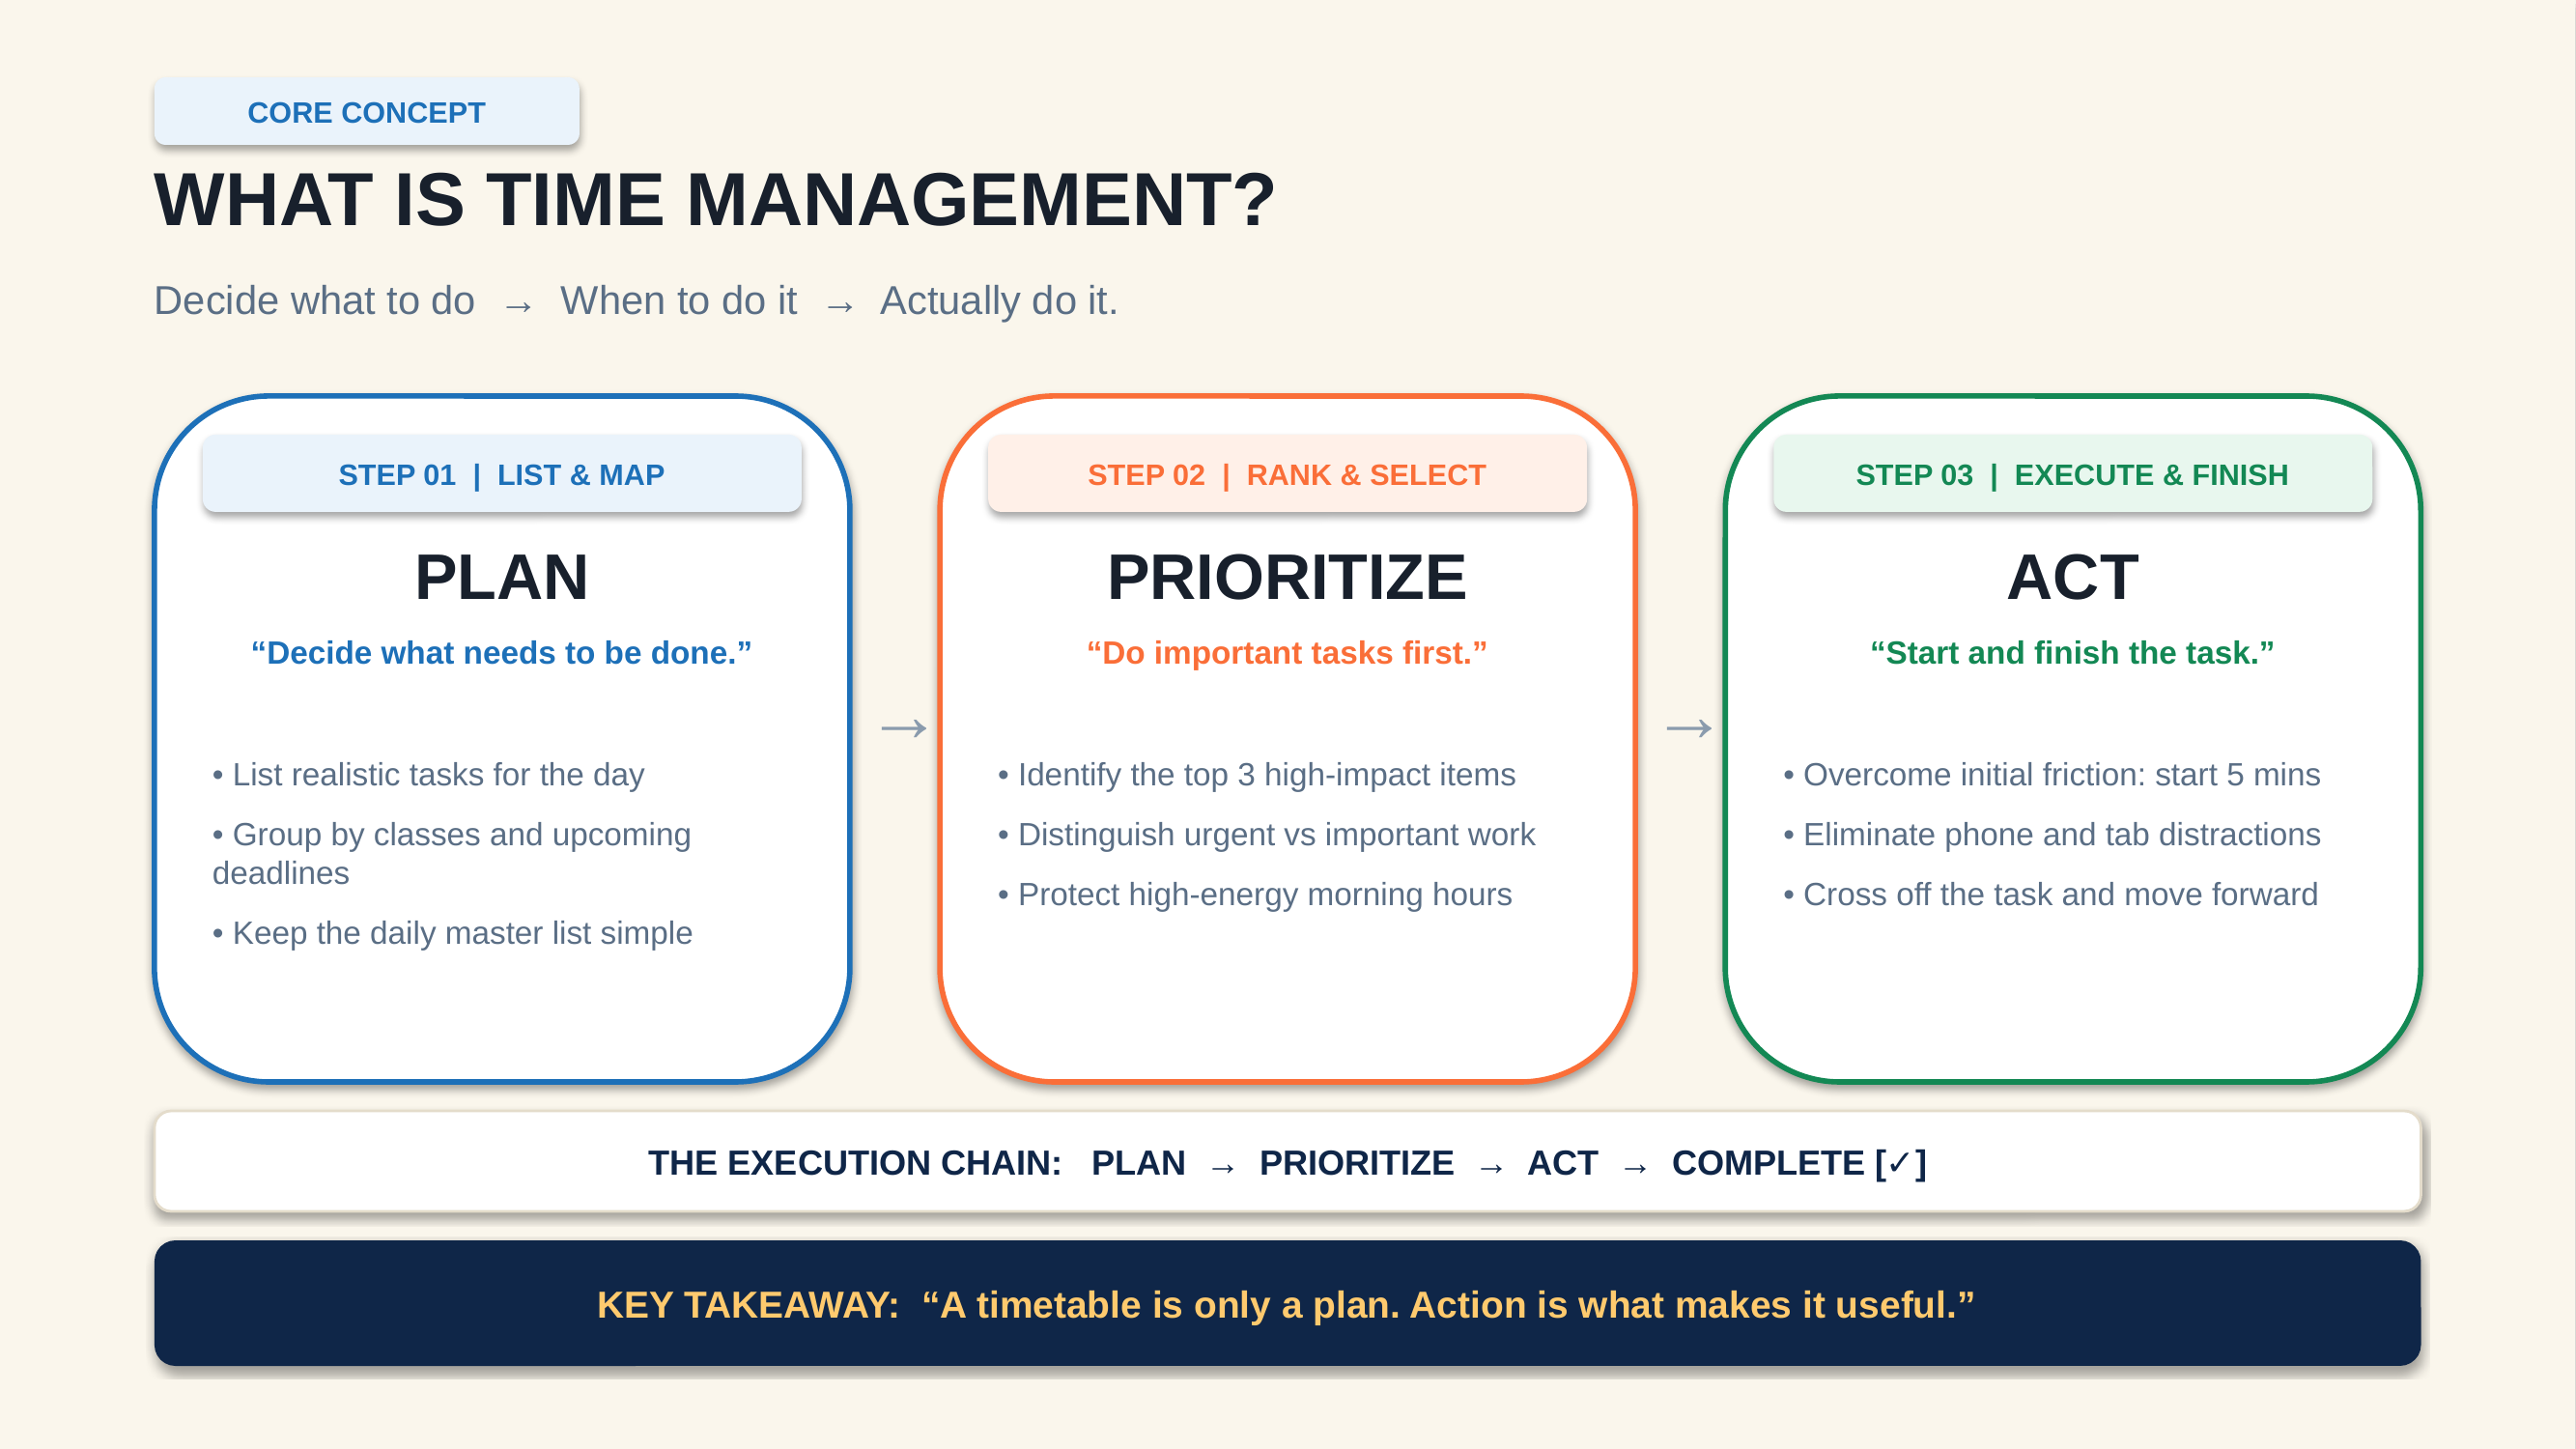 CORE CONCEPT
WHAT IS TIME MANAGEMENT?
Decide what to do → When to do it → Actually do it.
STEP 01 | LIST & MAP
PLAN
“Decide what needs to be done.”
• List realistic tasks for the day
• Group by classes and upcoming
deadlines
• Keep the daily master list simple
→
STEP 02 | RANK & SELECT
PRIORITIZE
“Do important tasks first.”
• Identify the top 3 high-impact items
• Distinguish urgent vs important work
• Protect high-energy morning hours
→
STEP 03 | EXECUTE & FINISH
ACT
“Start and finish the task.”
• Overcome initial friction: start 5 mins
• Eliminate phone and tab distractions
• Cross off the task and move forward
THE EXECUTION CHAIN: PLAN → PRIORITIZE → ACT → COMPLETE [✓]
KEY TAKEAWAY: “A timetable is only a plan. Action is what makes it useful.”